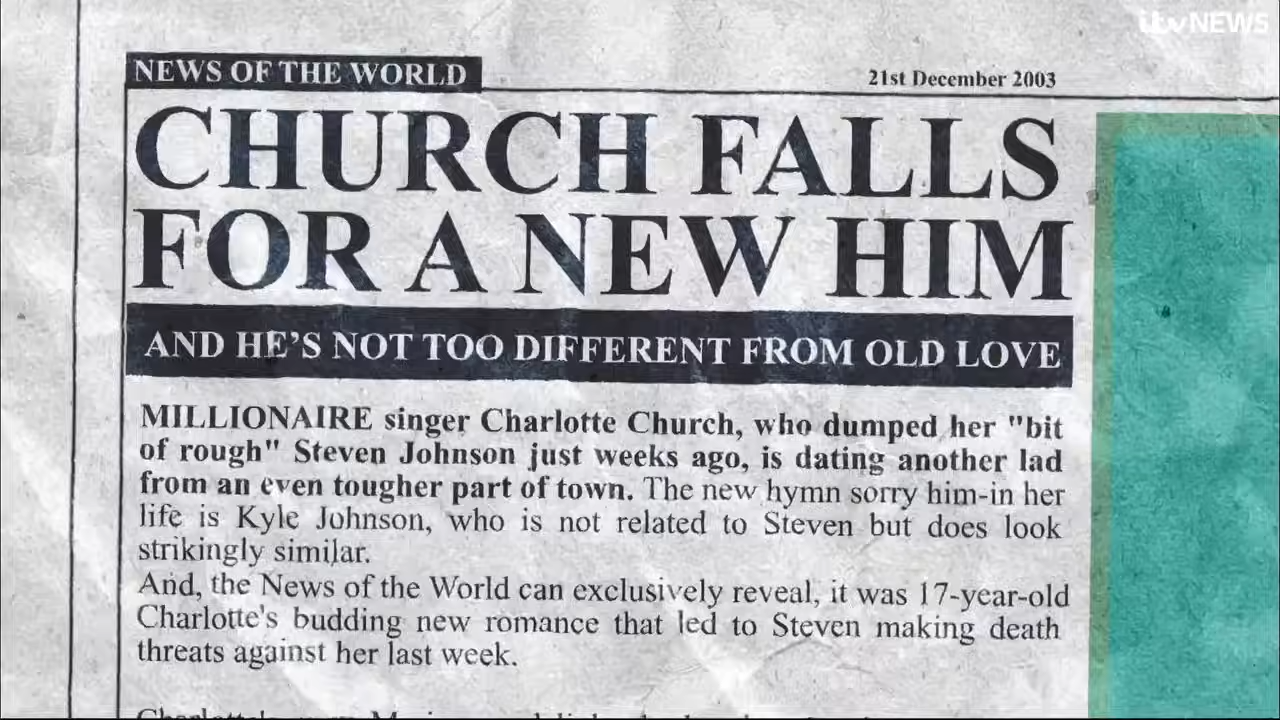 itv NEWS
NEWS OF THE WORLD
21st December 2003
CHURCH FALLS
FOR A NEW HIM
AND HE'S NOT TOO DIFFERENT FROM OLD LOVE
MILLIONAIRE singer Charlotte Church, who dumped her "bit
of rough" Steven Johnson just weeks ago, is dating another lad
from an even tougher part of town. The new hymn sorry him-in her
life is Kyle Johnson, who is not related to Steven but does look
strikingly similar.
And, the News of the World can exclusively reveal, it was 17-year-old
Charlotte's budding new romance that led to Steven making death
threats against her last week.